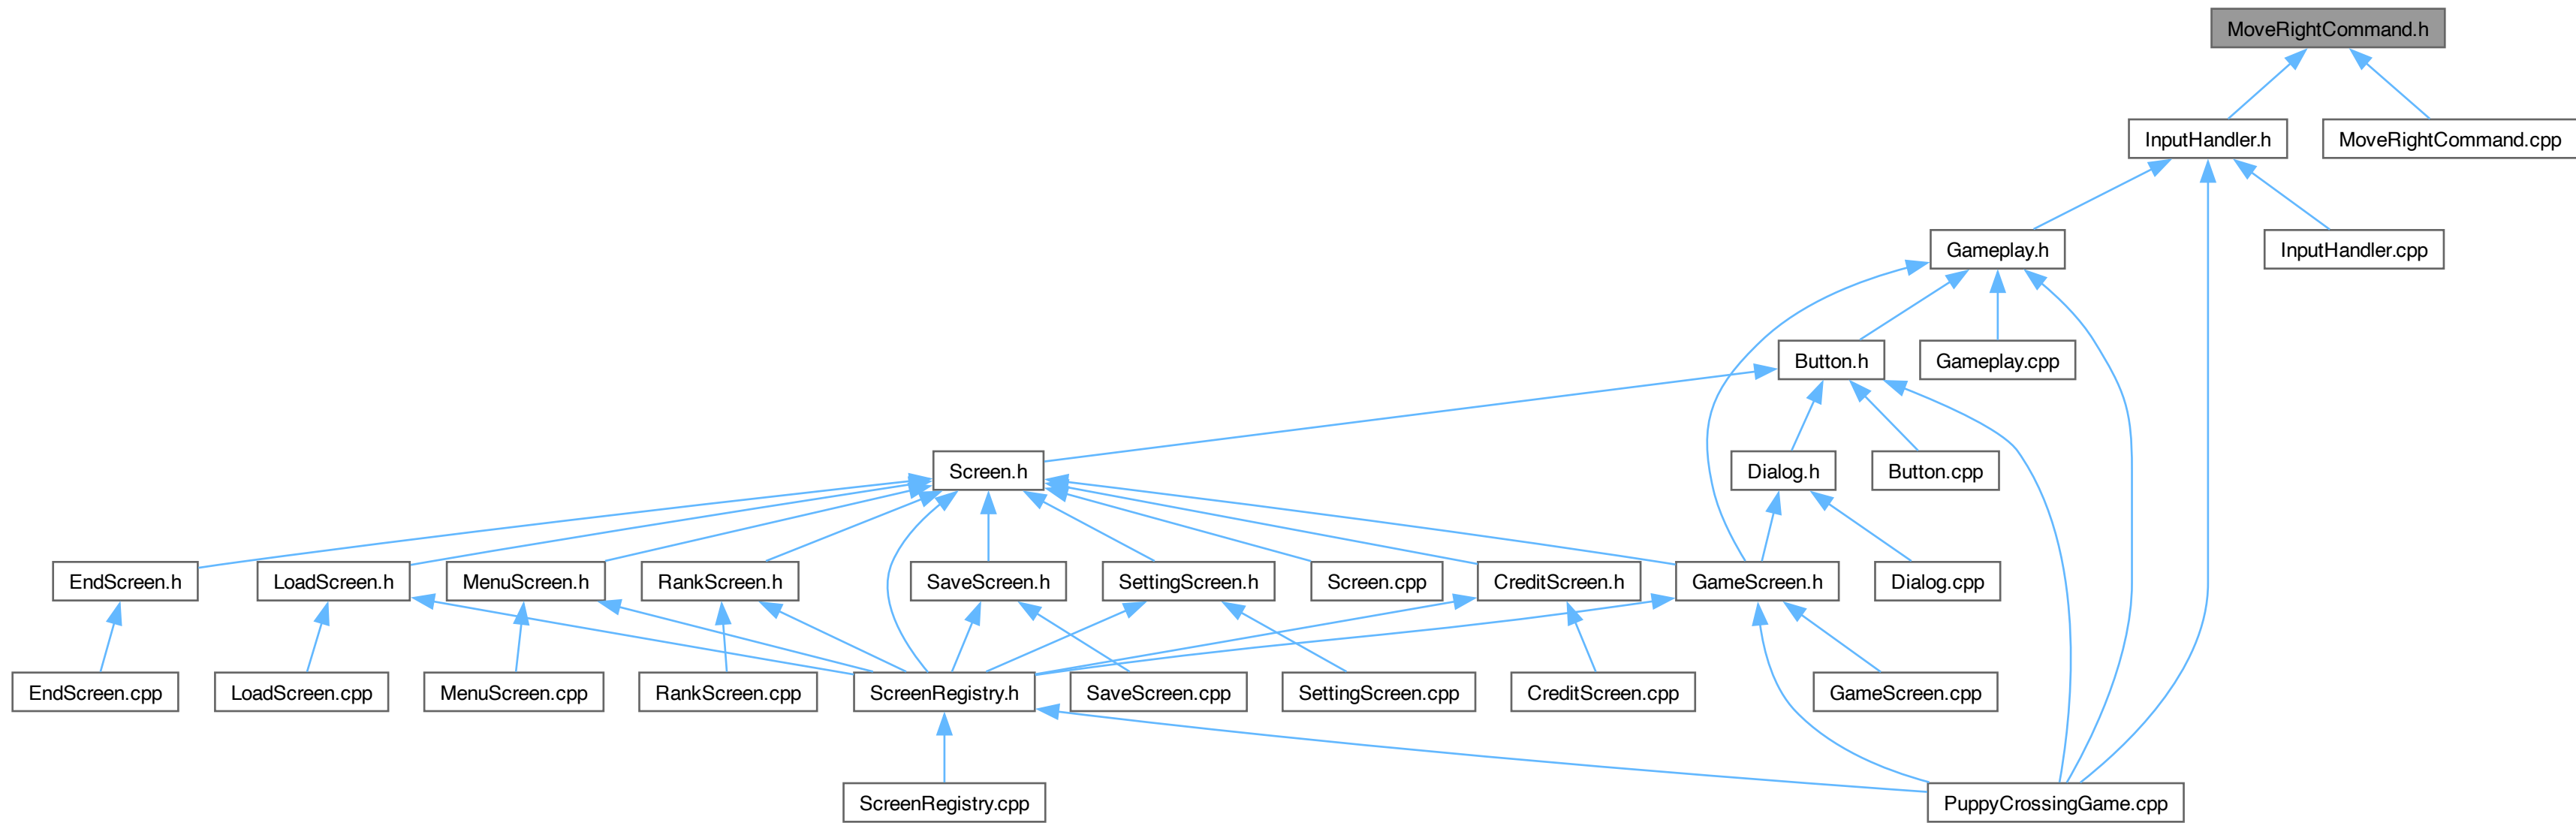 MoveRightCommand.h
InputHandler.h
MoveRightCommand.cpp
Gameplay.h
InputHandler.cpp
Button.h
Gameplay.cpp
Screen.h
Dialog.h
Button.cpp
EndScreen.h
LoadScreen.h
MenuScreen.h
RankScreen.h
SaveScreen.h
SettingScreen.h
Screen.cpp
CreditScreen.h
GameScreen.h
Dialog.cpp
EndScreen.cpp
LoadScreen.cpp
MenuScreen.cpp
RankScreen.cpp
ScreenRegistry.h
SaveScreen.cpp
SettingScreen.cpp
CreditScreen.cpp
GameScreen.cpp
ScreenRegistry.cpp
PuppyCrossingGame.cpp